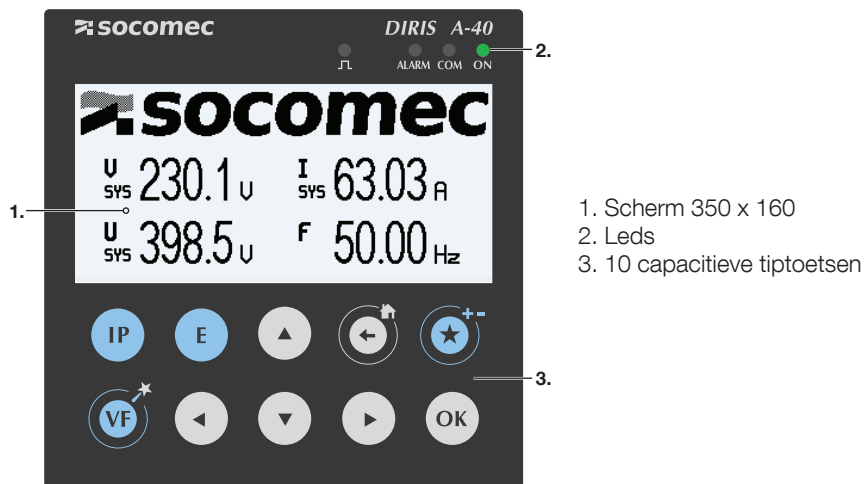 socomec
DIRIS A-40
ALARM COM ON
2.
socomec
V SYS 230.1 V
I SYS 63.03 A
1.
U SYS 398.5 V
F 50.00 Hz
1. Scherm 350 x 160
2. Leds
3. 10 capacitieve tiptoetsen
IP
E
+-
3.
VF
OK